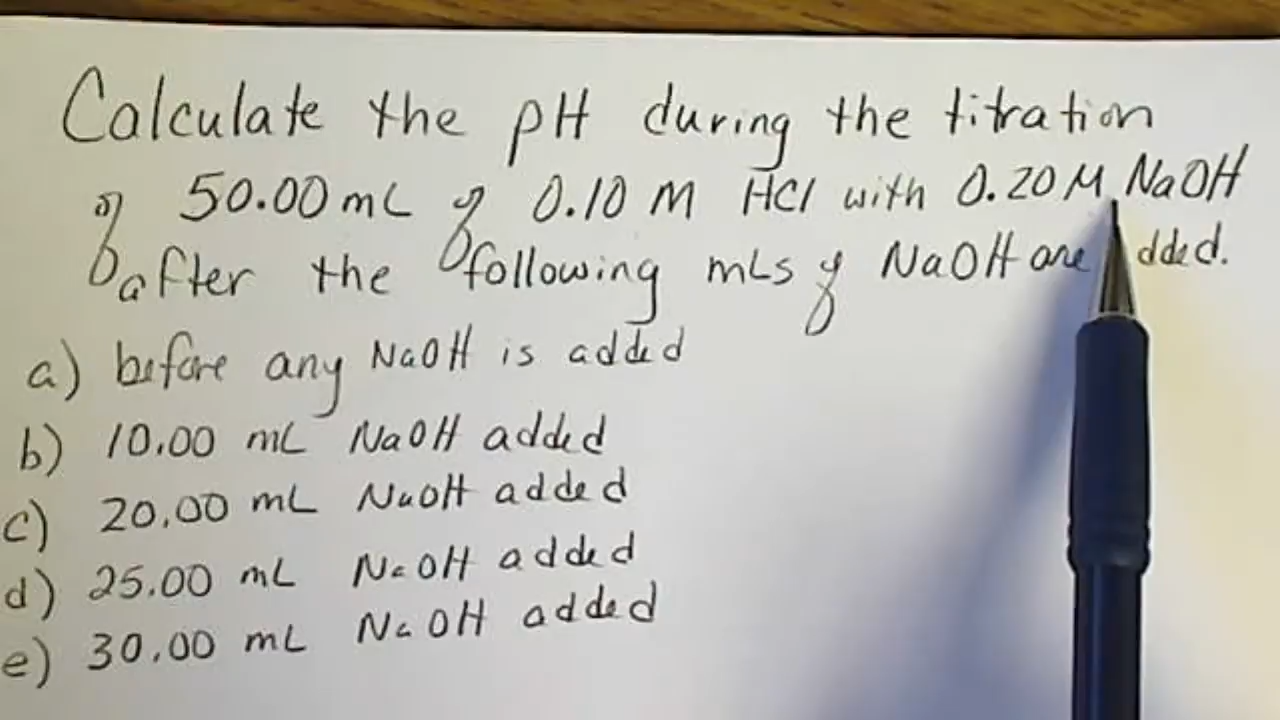 Calculate the pH during the titration
of 50.00 mL of 0.10 M HCl with 0.20 M NaOH
after the following mLs of NaOH are dded.
a) before any NaOH is added
b) 10.00 mL NaOH added
c) 20.00 mL NaOH added
d) 25.00 mL NaOH added
e) 30.00 mL NaOH added